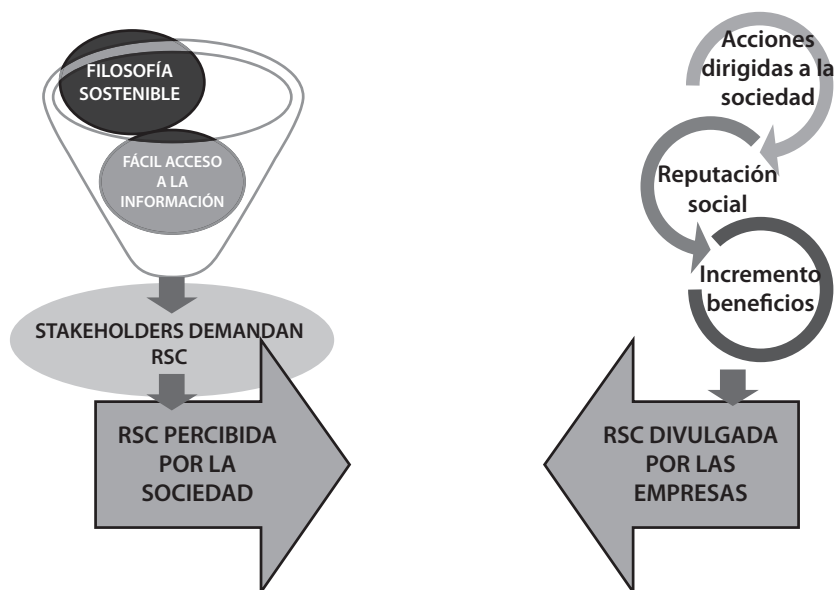 FILOSOFÍA
SOSTENIBLE
FÁCIL ACCESO
A LA
INFORMACIÓN
STAKEHOLDERS DEMANDAN
RSC
RSC PERCIBIDA
POR LA
SOCIEDAD
Acciones
dirigidas a la
sociedad
Reputación
social
Incremento
beneficios
RSC DIVULGADA
POR LAS
EMPRESAS